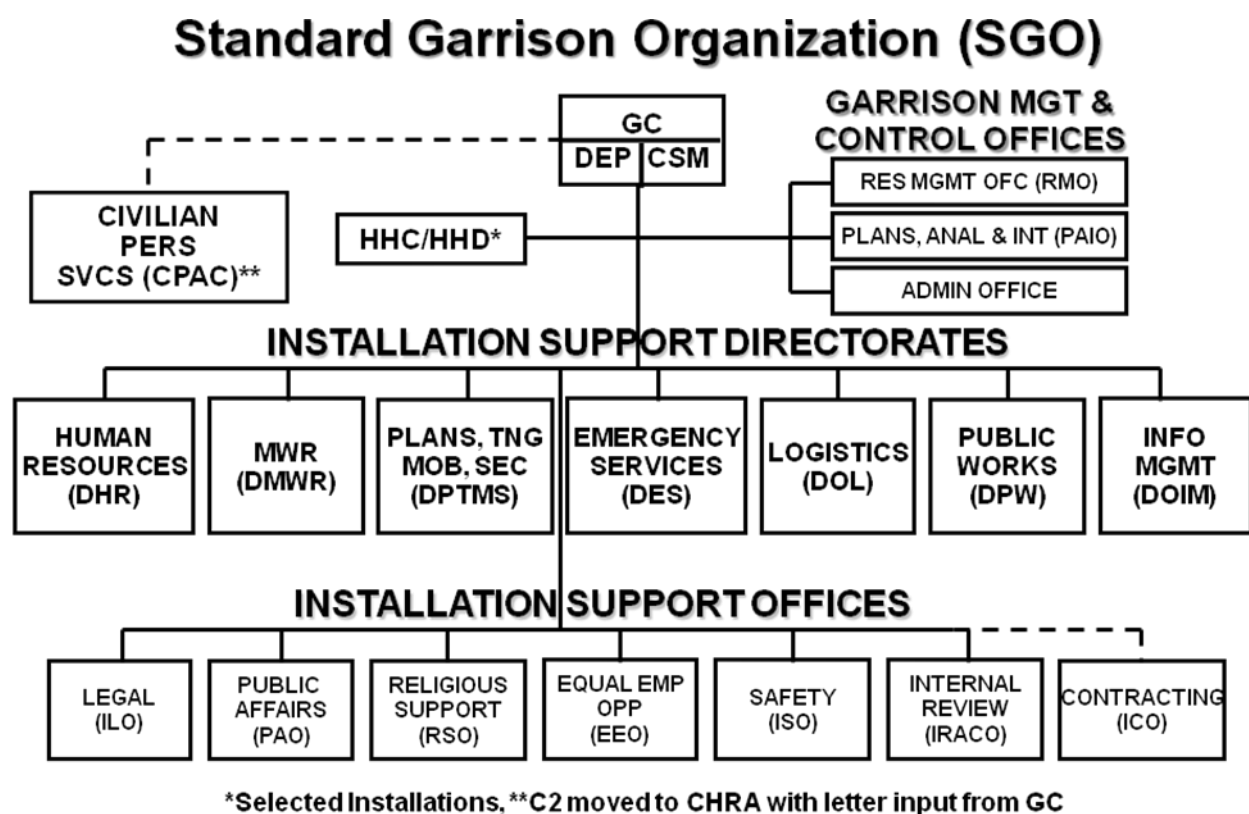 Standard Garrison Organization (SGO)
GC
DEP CSM
GARRISON MGT &
CONTROL OFFICES
RES MGMT OFC (RMO)
PLANS, ANAL & INT (PAIO)
ADMIN OFFICE
CIVILIAN
PERS
SVCS (CPAC)**
HHC/HHD*
INSTALLATION SUPPORT DIRECTORATES
HUMAN
RESOURCES
(DHR)
MWR
(DMWR)
PLANS, TNG
MOB, SEC
(DPTMS)
EMERGENCY
SERVICES
(DES)
LOGISTICS
(DOL)
PUBLIC
WORKS
(DPW)
INFO
MGMT
(DOIM)
INSTALLATION SUPPORT OFFICES
LEGAL
(ILO)
PUBLIC
AFFAIRS
(PAO)
RELIGIOUS
SUPPORT
(RSO)
EQUAL EMP
OPP
(EEO)
SAFETY
(ISO)
INTERNAL
REVIEW
(IRACO)
CONTRACTING
(ICO)
*Selected Installations, **C2 moved to CHRA with letter input from GC